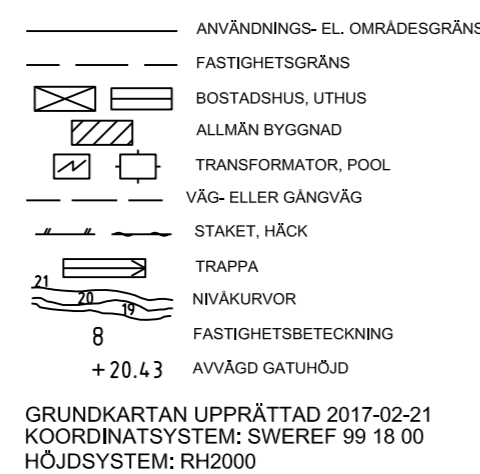 ANVÄNDNINGS- EL. OMRÅDESGRÄNS
FASTIGHETSGRÄNS
BOSTADSHUS, UTHUS
ALLMÄN BYGGNAD
TRANSFORMATOR, POOL
VÄG- ELLER GÅNGVÄG
STAKET, HÄCK
TRAPPA
21 20 19 NIVÅKURVOR
8 FASTIGHETSBETECKNING
+20.43 AVVÄGD GATUHÖJD
GRUNDKARTAN UPPRÄTTAD 2017-02-21
KOORDINATSYSTEM: SWEREF 99 18 00
HÖJDSYSTEM: RH2000